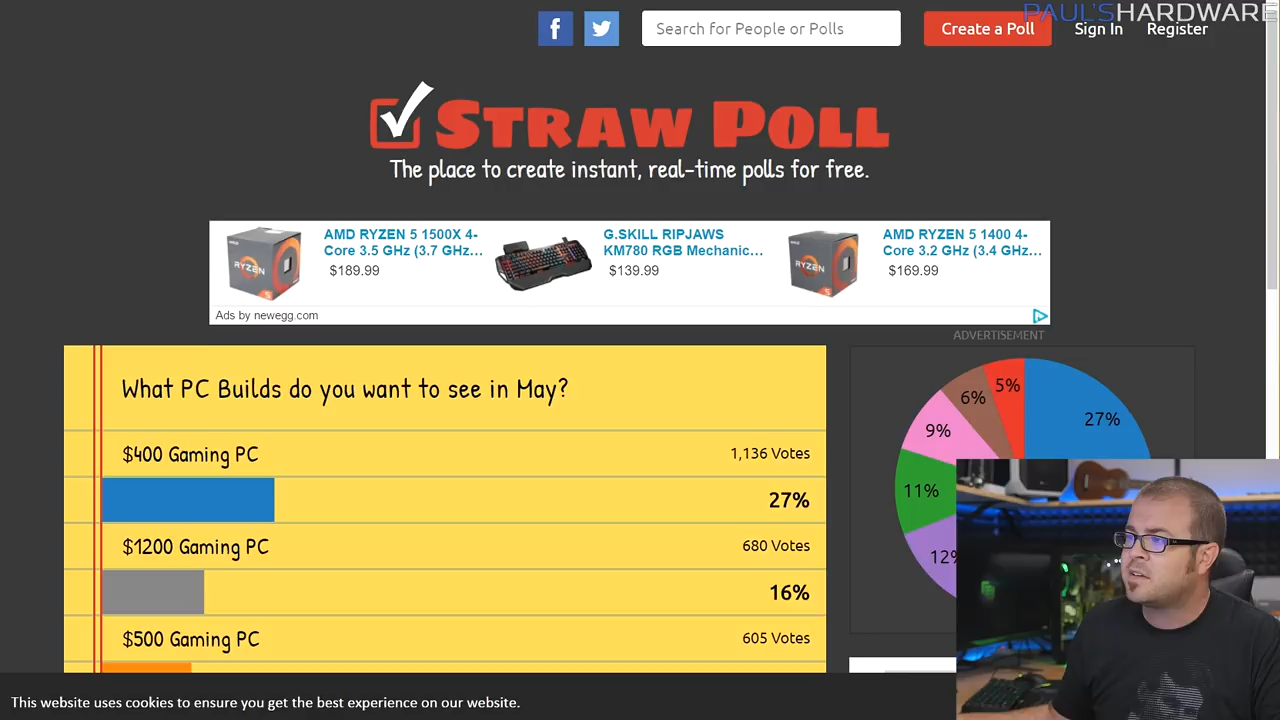 PAUL'SHARDWARE
f
Search for People or Polls
Create a Poll
Sign In
Register
STRAW POLL
The place to create instant, real-time polls for free.
RYZEN
AMD RYZEN 5 1500X 4-
Core 3.5 GHz (3.7 GHz...
$189.99
G.SKILL RIPJAWS
KM780 RGB Mechanic...
$139.99
RYZEN
AMD RYZEN 5 1400 4-
Core 3.2 GHz (3.4 GHz...
$169.99
Ads by newegg.com
ADVERTISEMENT
What PC Builds do you want to see in May?
$400 Gaming PC
1,136 Votes
27%
$1200 Gaming PC
680 Votes
16%
$500 Gaming PC
605 Votes
5%
6%
27%
9%
11%
12%
This website uses cookies to ensure you get the best experience on our website.